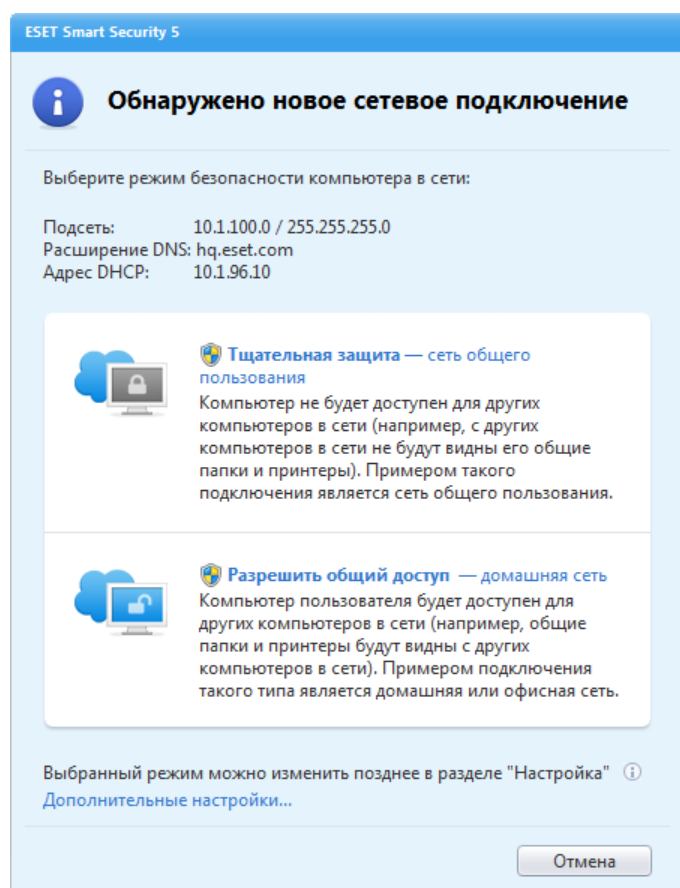 ESET Smart Security 5
Обнаружено новое сетевое подключение
Выберите режим безопасности компьютера в сети:
Подсеть: 10.1.100.0 / 255.255.255.0
Расширение DNS: hq.eset.com
Адрес DHCP: 10.1.96.10
Тщательная защита — сеть общего
пользования
Компьютер не будет доступен для других
компьютеров в сети (например, с других
компьютеров в сети не будут видны его общие
папки и принтеры). Примером такого
подключения является сеть общего пользования.
Разрешить общий доступ — домашняя сеть
Компьютер пользователя будет доступен для
других компьютеров в сети (например, общие
папки и принтеры будут видны с других
компьютеров в сети). Примером подключения
такого типа является домашняя или офисная сеть.
Выбранный режим можно изменить позднее в разделе "Настройка"
Дополнительные настройки...
Отмена